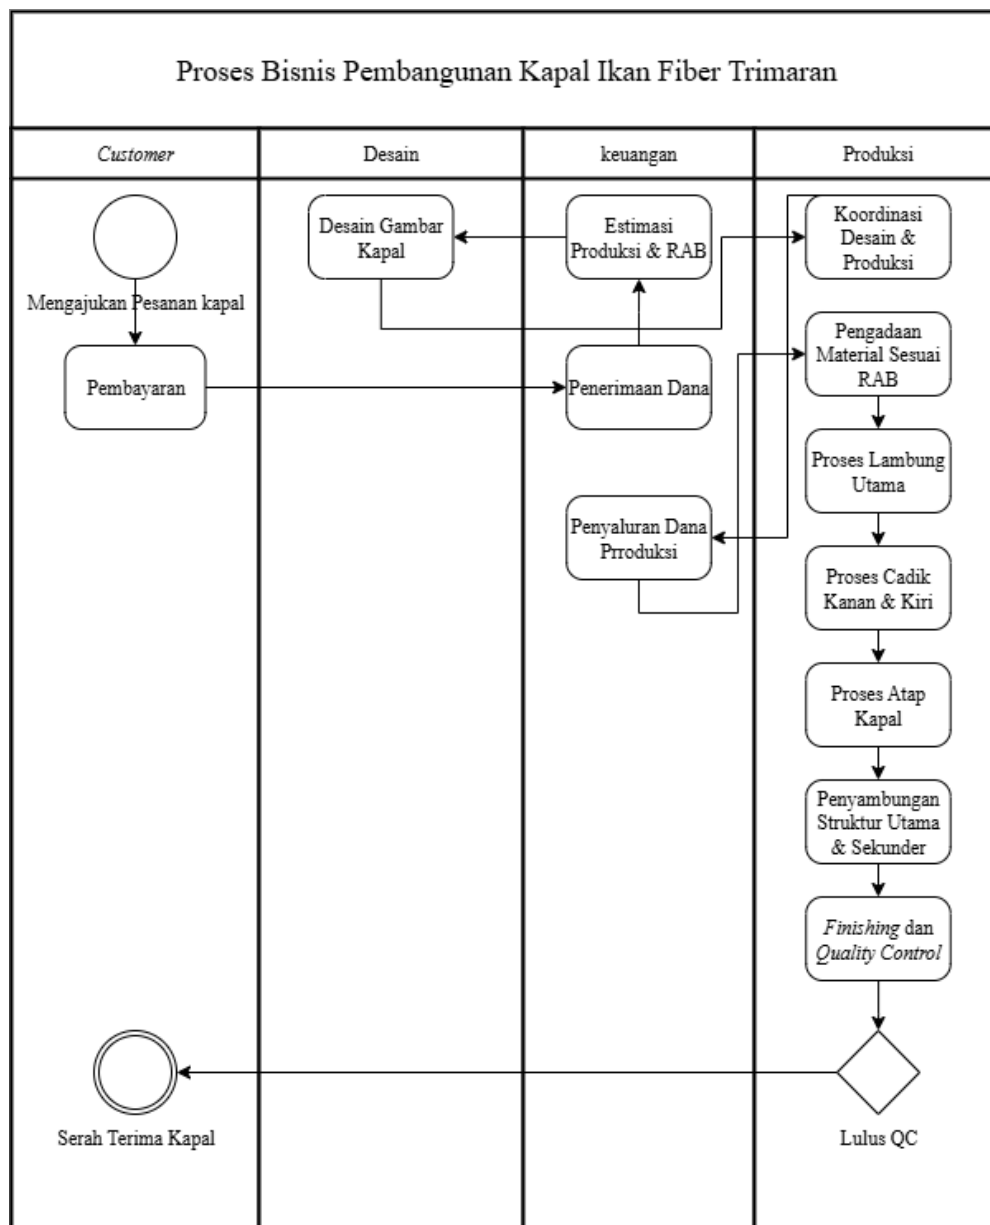 Proses Bisnis Pembangunan Kapal Ikan Fiber Trimaran
Customer
Desain
keuangan
Produksi
Mengajukan Pesanan kapal
Pembayaran
Desain Gambar
Kapal
Estimasi
Produksi & RAB
Penerimaan Dana
Penyaluran Dana
Prroduksi
Koordinasi
Desain &
Produksi
Pengadaan
Material Sesuai
RAB
Proses Lambung
Utama
Proses Cadik
Kanan & Kiri
Proses Atap
Kapal
Penyambungan
Struktur Utama
& Sekunder
Finishing dan
Quality Control
Lulus QC
Serah Terima Kapal